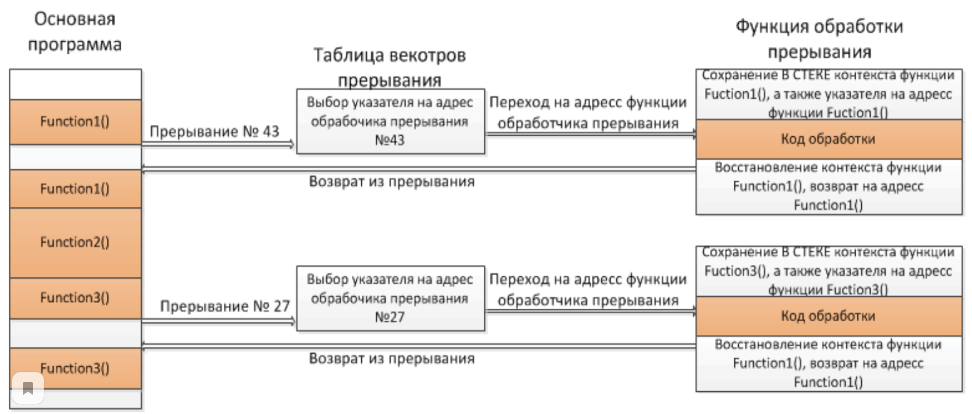 Основная
программа
Таблица векотров
прерывания
Функция обработки
прерывания
Function1()
Прерывание № 43
Выбор указателя на адрес
обрабочика прерывания
№43
Переход на адресс функции
обработчика прерывания
Сохранение В СТЕКЕ контекста функции
Fuction1(), а также указателя на адресс
функции Fuction1()
Код обработки
Восстановление контекста функции
Function1(), возврат на адресс
Function1()
Возврат из прерывания
Function1()
Function2()
Function3()
Прерывание № 27
Выбор указателя на адрес
обрабочика прерывания
№27
Переход на адресс функции
обработчика прерывания
Сохранение В СТЕКЕ контекста функции
Fuction3(), а также указателя на адресс
функции Fuction3()
Код обработки
Восстановление контекста функции
Function1(), возврат на адресс
Function1()
Возврат из прерывания
Function3()